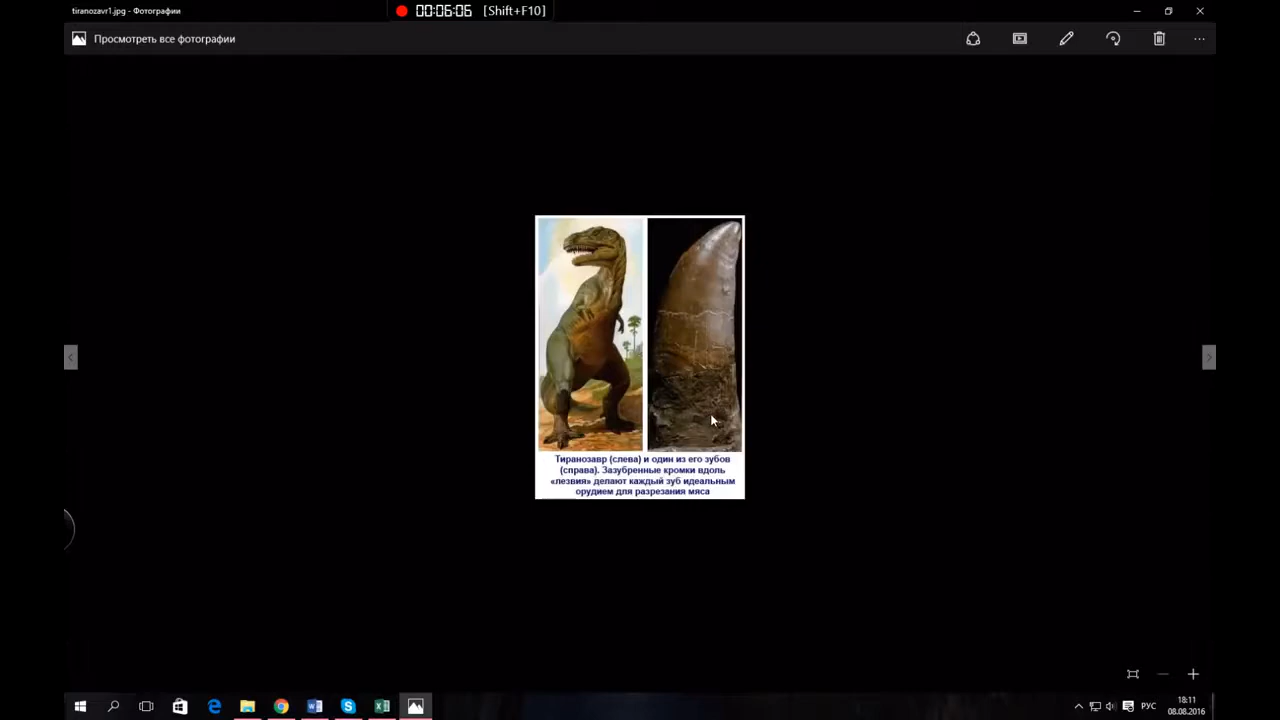 tiranozavr1.jpg - Фотографии
00:06:06 [Shift+F10]
Просмотреть все фотографии
Тиранозавр (слева) и один из его зубов
(справа). Зазубренные кромки вдоль
«лезвия» делают каждый зуб идеальным
орудием для разрезания мяса
РУС
18:11
08.08.2016